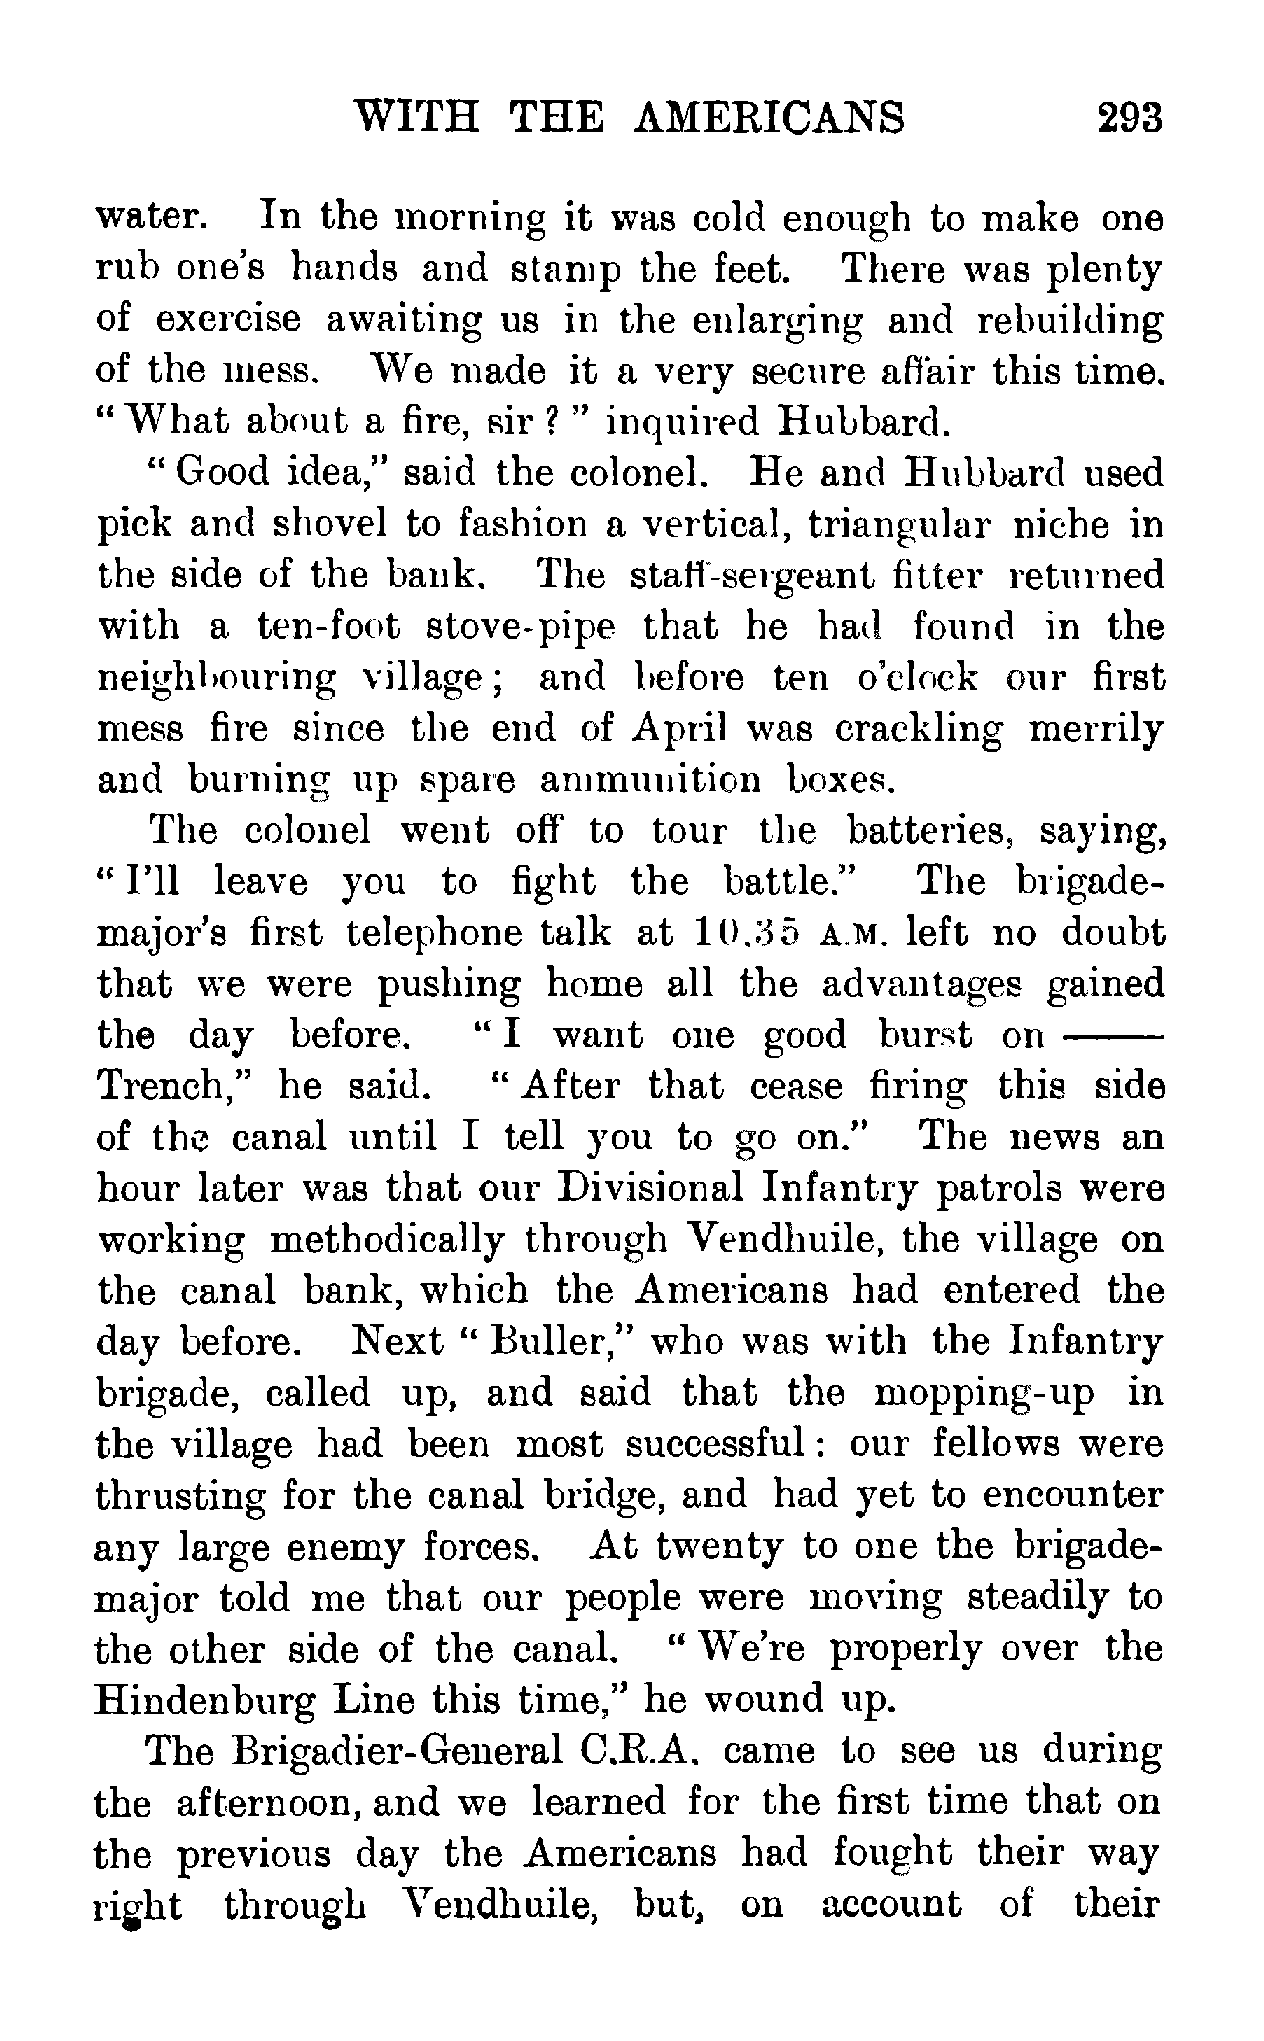 WITH THE AMERICANS 293
water. In the morning it was cold enough to make one
rub one's hands and stamp the feet. There was plenty
of exercise awaiting us in the enlarging and rebuilding
of the mess. We made it a very secure affair this time.
“ What about a fire, sir ? ” inquired Hubbard.
“ Good idea,” said the colonel. He and Hubbard used
pick and shovel to fashion a vertical, triangular niche in
the side of the bank. The staff-sergeant fitter returned
with a ten-foot stove-pipe that he had found in the
neighbouring village ; and before ten o'clock our first
mess fire since the end of April was crackling merrily
and burning up spare ammunition boxes.
The colonel went off to tour the batteries, saying,
“ I'll leave you to fight the battle.” The brigade-
major's first telephone talk at 10.35 A.M. left no doubt
that we were pushing home all the advantages gained
the day before. “ I want one good burst on ——
Trench,” he said. “ After that cease firing this side
of the canal until I tell you to go on.” The news an
hour later was that our Divisional Infantry patrols were
working methodically through Vendhuile, the village on
the canal bank, which the Americans had entered the
day before. Next “ Buller,” who was with the Infantry
brigade, called up, and said that the mopping-up in
the village had been most successful : our fellows were
thrusting for the canal bridge, and had yet to encounter
any large enemy forces. At twenty to one the brigade-
major told me that our people were moving steadily to
the other side of the canal. “ We're properly over the
Hindenburg Line this time,” he wound up.
The Brigadier-General C.R.A. came to see us during
the afternoon, and we learned for the first time that on
the previous day the Americans had fought their way
right through Vendhuile, but, on account of their